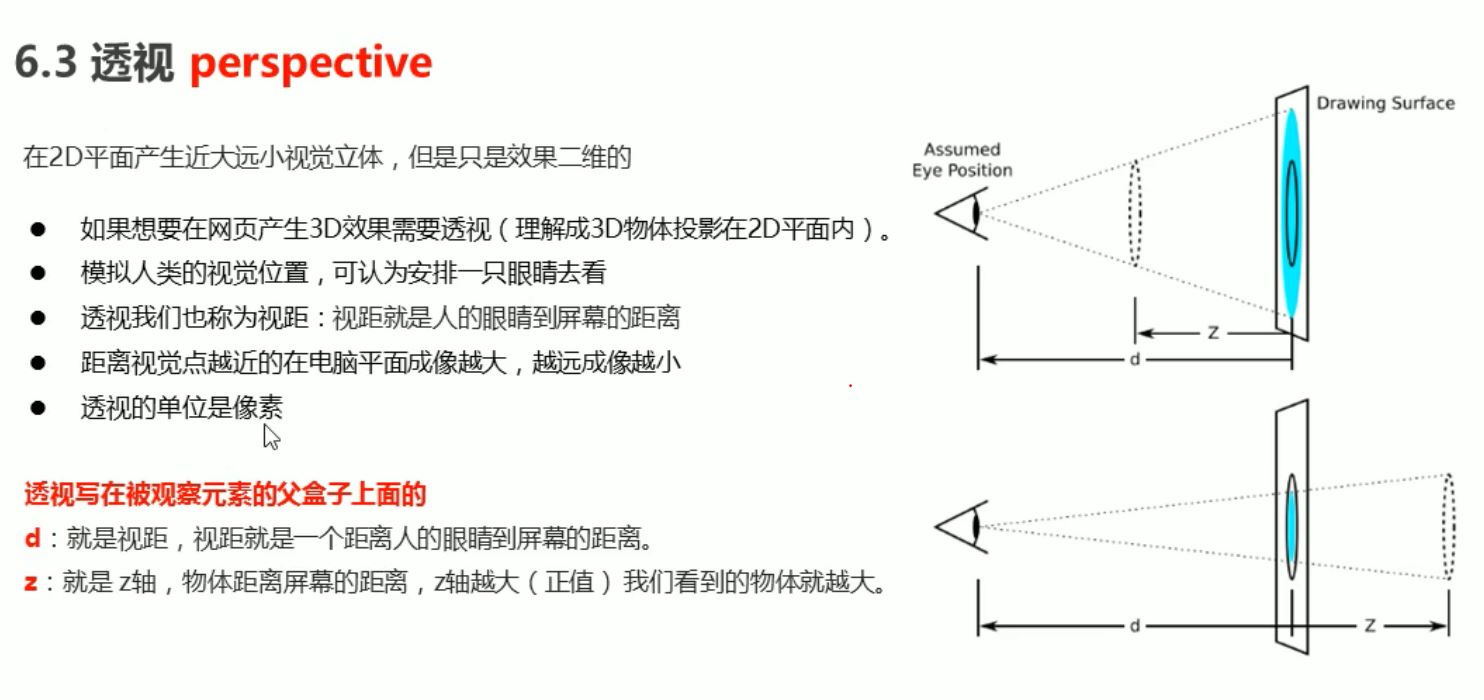 6.3 透视 perspective
在2D平面产生近大远小视觉立体，但是只是效果二维的
● 如果想要在网页产生3D效果需要透视（理解成3D物体投影在2D平面内）。
● 模拟人类的视觉位置，可认为安排一只眼睛去看
● 透视我们也称为视距：视距就是人的眼睛到屏幕的距离
● 距离视觉点越近的在电脑平面成像越大，越远成像越小
● 透视的单位是像素
透视写在被观察元素的父盒子上面的
d：就是视距，视距就是一个距离人的眼睛到屏幕的距离。
z：就是 z轴，物体距离屏幕的距离，z轴越大（正值） 我们看到的物体就越大。
Drawing Surface
Assumed
Eye Position
Z
d
d
Z